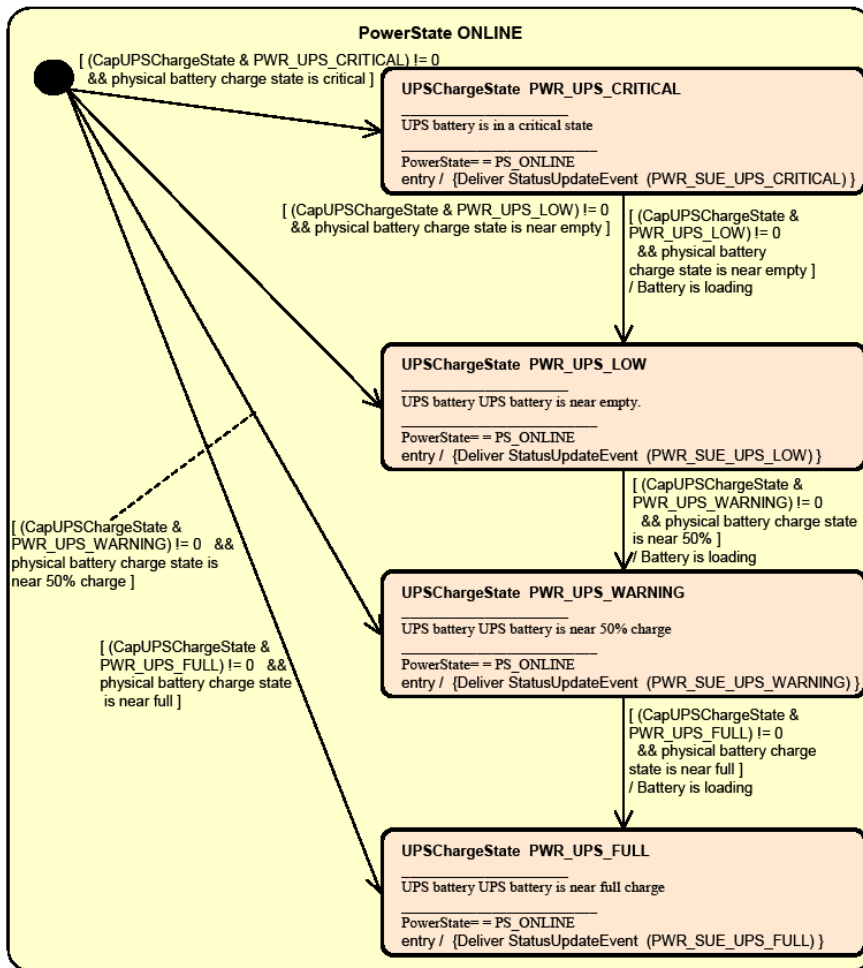 PowerState ONLINE
[ (CapUPSChargeState & PWR_UPS_CRITICAL) != 0
&& physical battery charge state is critical ]
UPSChargeState PWR_UPS_CRITICAL
UPS battery is in a critical state
PowerState= = PS_ONLINE
entry / {Deliver StatusUpdateEvent (PWR_SUE_UPS_CRITICAL) }
[ (CapUPSChargeState & PWR_UPS_LOW) != 0
&& physical battery charge state is near empty ]
[ (CapUPSChargeState &
PWR_UPS_LOW) != 0
&& physical battery
charge state is near empty ]
/ Battery is loading
UPSChargeState PWR_UPS_LOW
UPS battery UPS battery is near empty.
PowerState= = PS_ONLINE
entry / {Deliver StatusUpdateEvent (PWR_SUE_UPS_LOW) }
[ (CapUPSChargeState &
PWR_UPS_WARNING) != 0
&& physical battery charge state
is near 50% ]
/ Battery is loading
[ (CapUPSChargeState &
PWR_UPS_WARNING) != 0 &&
physical battery charge state is
near 50% charge ]
UPSChargeState PWR_UPS_WARNING
UPS battery UPS battery is near 50% charge
PowerState= = PS_ONLINE
entry / {Deliver StatusUpdateEvent (PWR_SUE_UPS_WARNING) }
[ (CapUPSChargeState &
PWR_UPS_FULL) != 0 &&
physical battery charge state
is near full ]
[ (CapUPSChargeState &
PWR_UPS_FULL) != 0
&& physical battery charge
state is near full ]
/ Battery is loading
UPSChargeState PWR_UPS_FULL
UPS battery UPS battery is near full charge
PowerState= = PS_ONLINE
entry / {Deliver StatusUpdateEvent (PWR_SUE_UPS_FULL) }